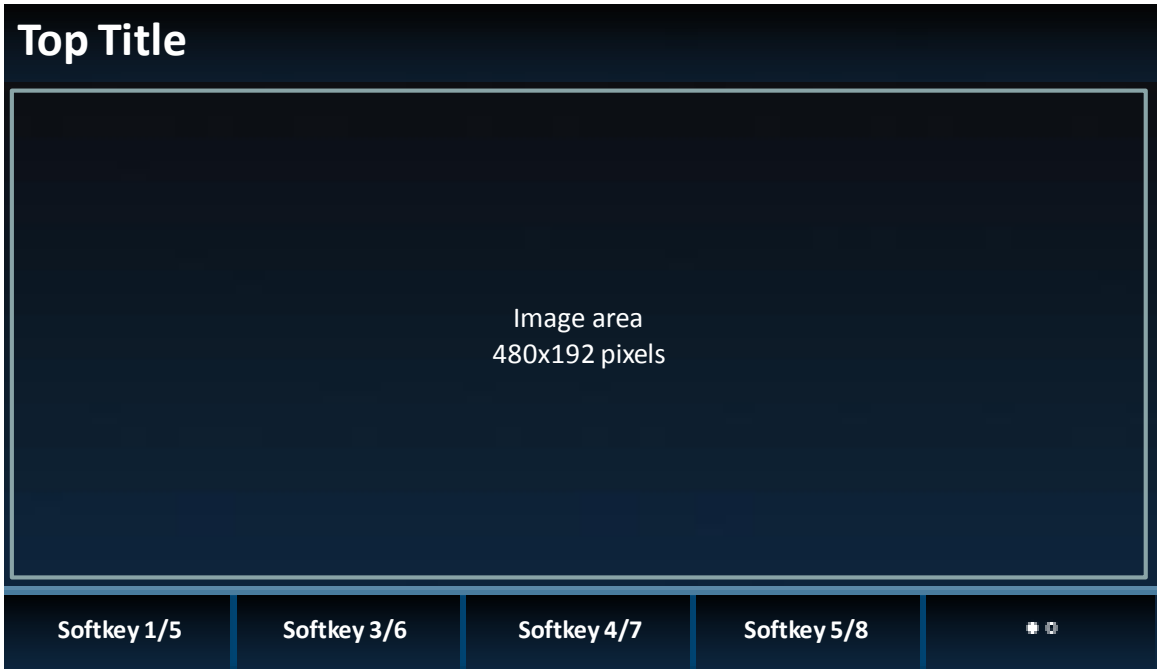 Top Title
Image area
480x192 pixels
Softkey 1/5
Softkey 3/6
Softkey 4/7
Softkey 5/8